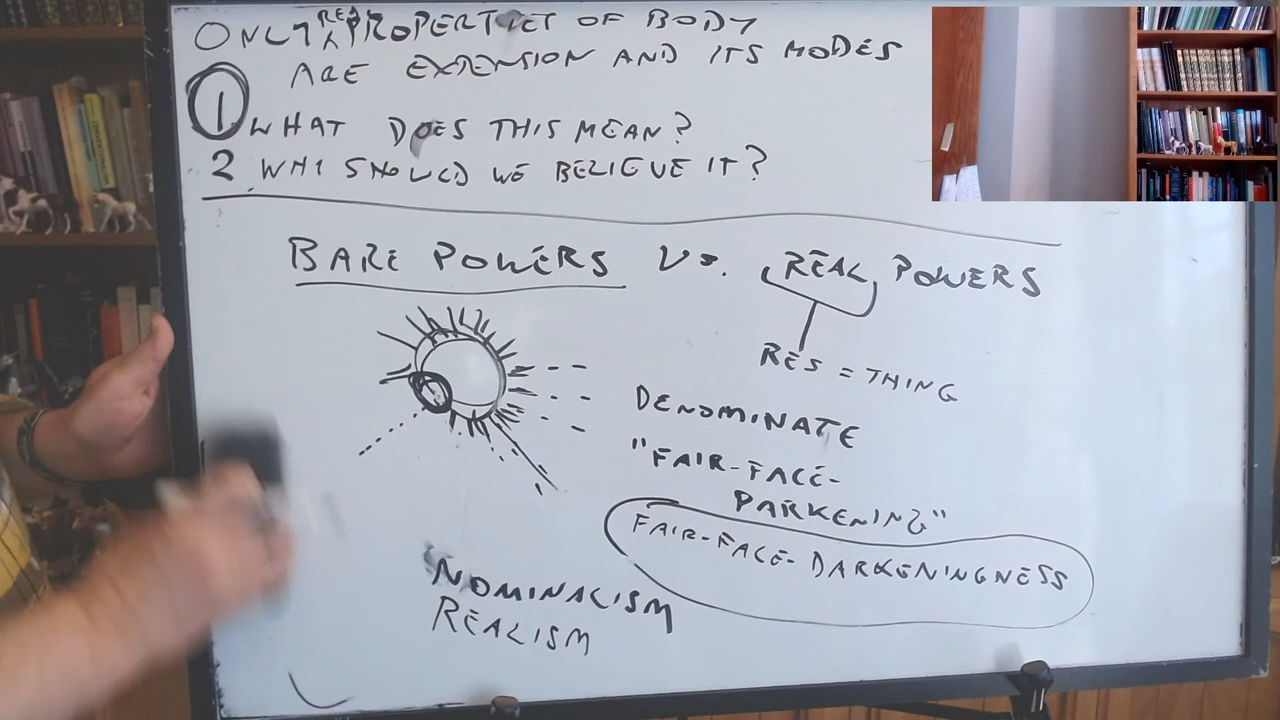 ONLY REAL PROPERTIES OF BODY
ARE EXTENSION AND ITS MODES
1 WHAT DOES THIS MEAN?
2 WHY SHOULD WE BELIEVE IT?
BARE POWERS VS. REAL POWERS
RES = THING
DENOMINATE
"FAIR-FACE-
DARKENING"
FAIR-FACE-DARKENINGNESS
NOMINALISM
REALISM